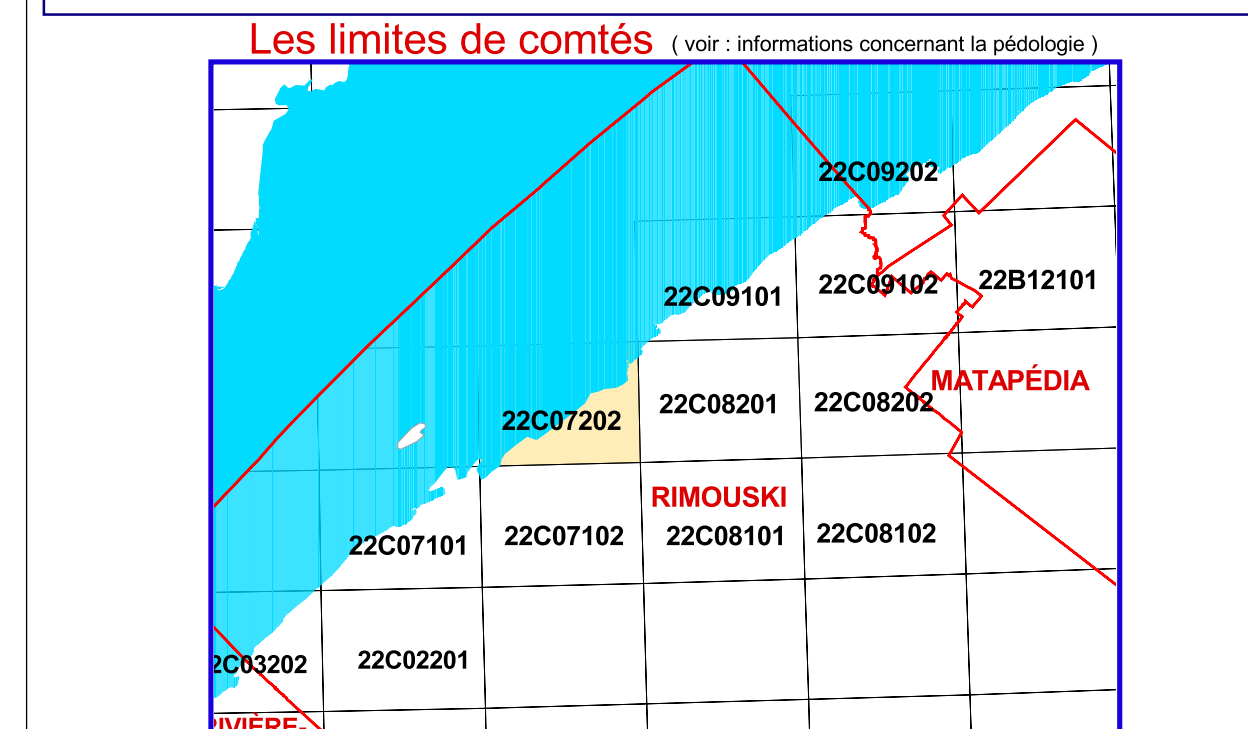 Les limites de comtés ( voir : informations concernant la pédologie )
22C09202
22C09101 22C09102 22B12101
MATAPÉDIA
22C07202 22C08201 22C08202
RIMOUSKI
22C07101 22C07102 22C08101 22C08102
2C03202 22C02201
IVIÈRE-